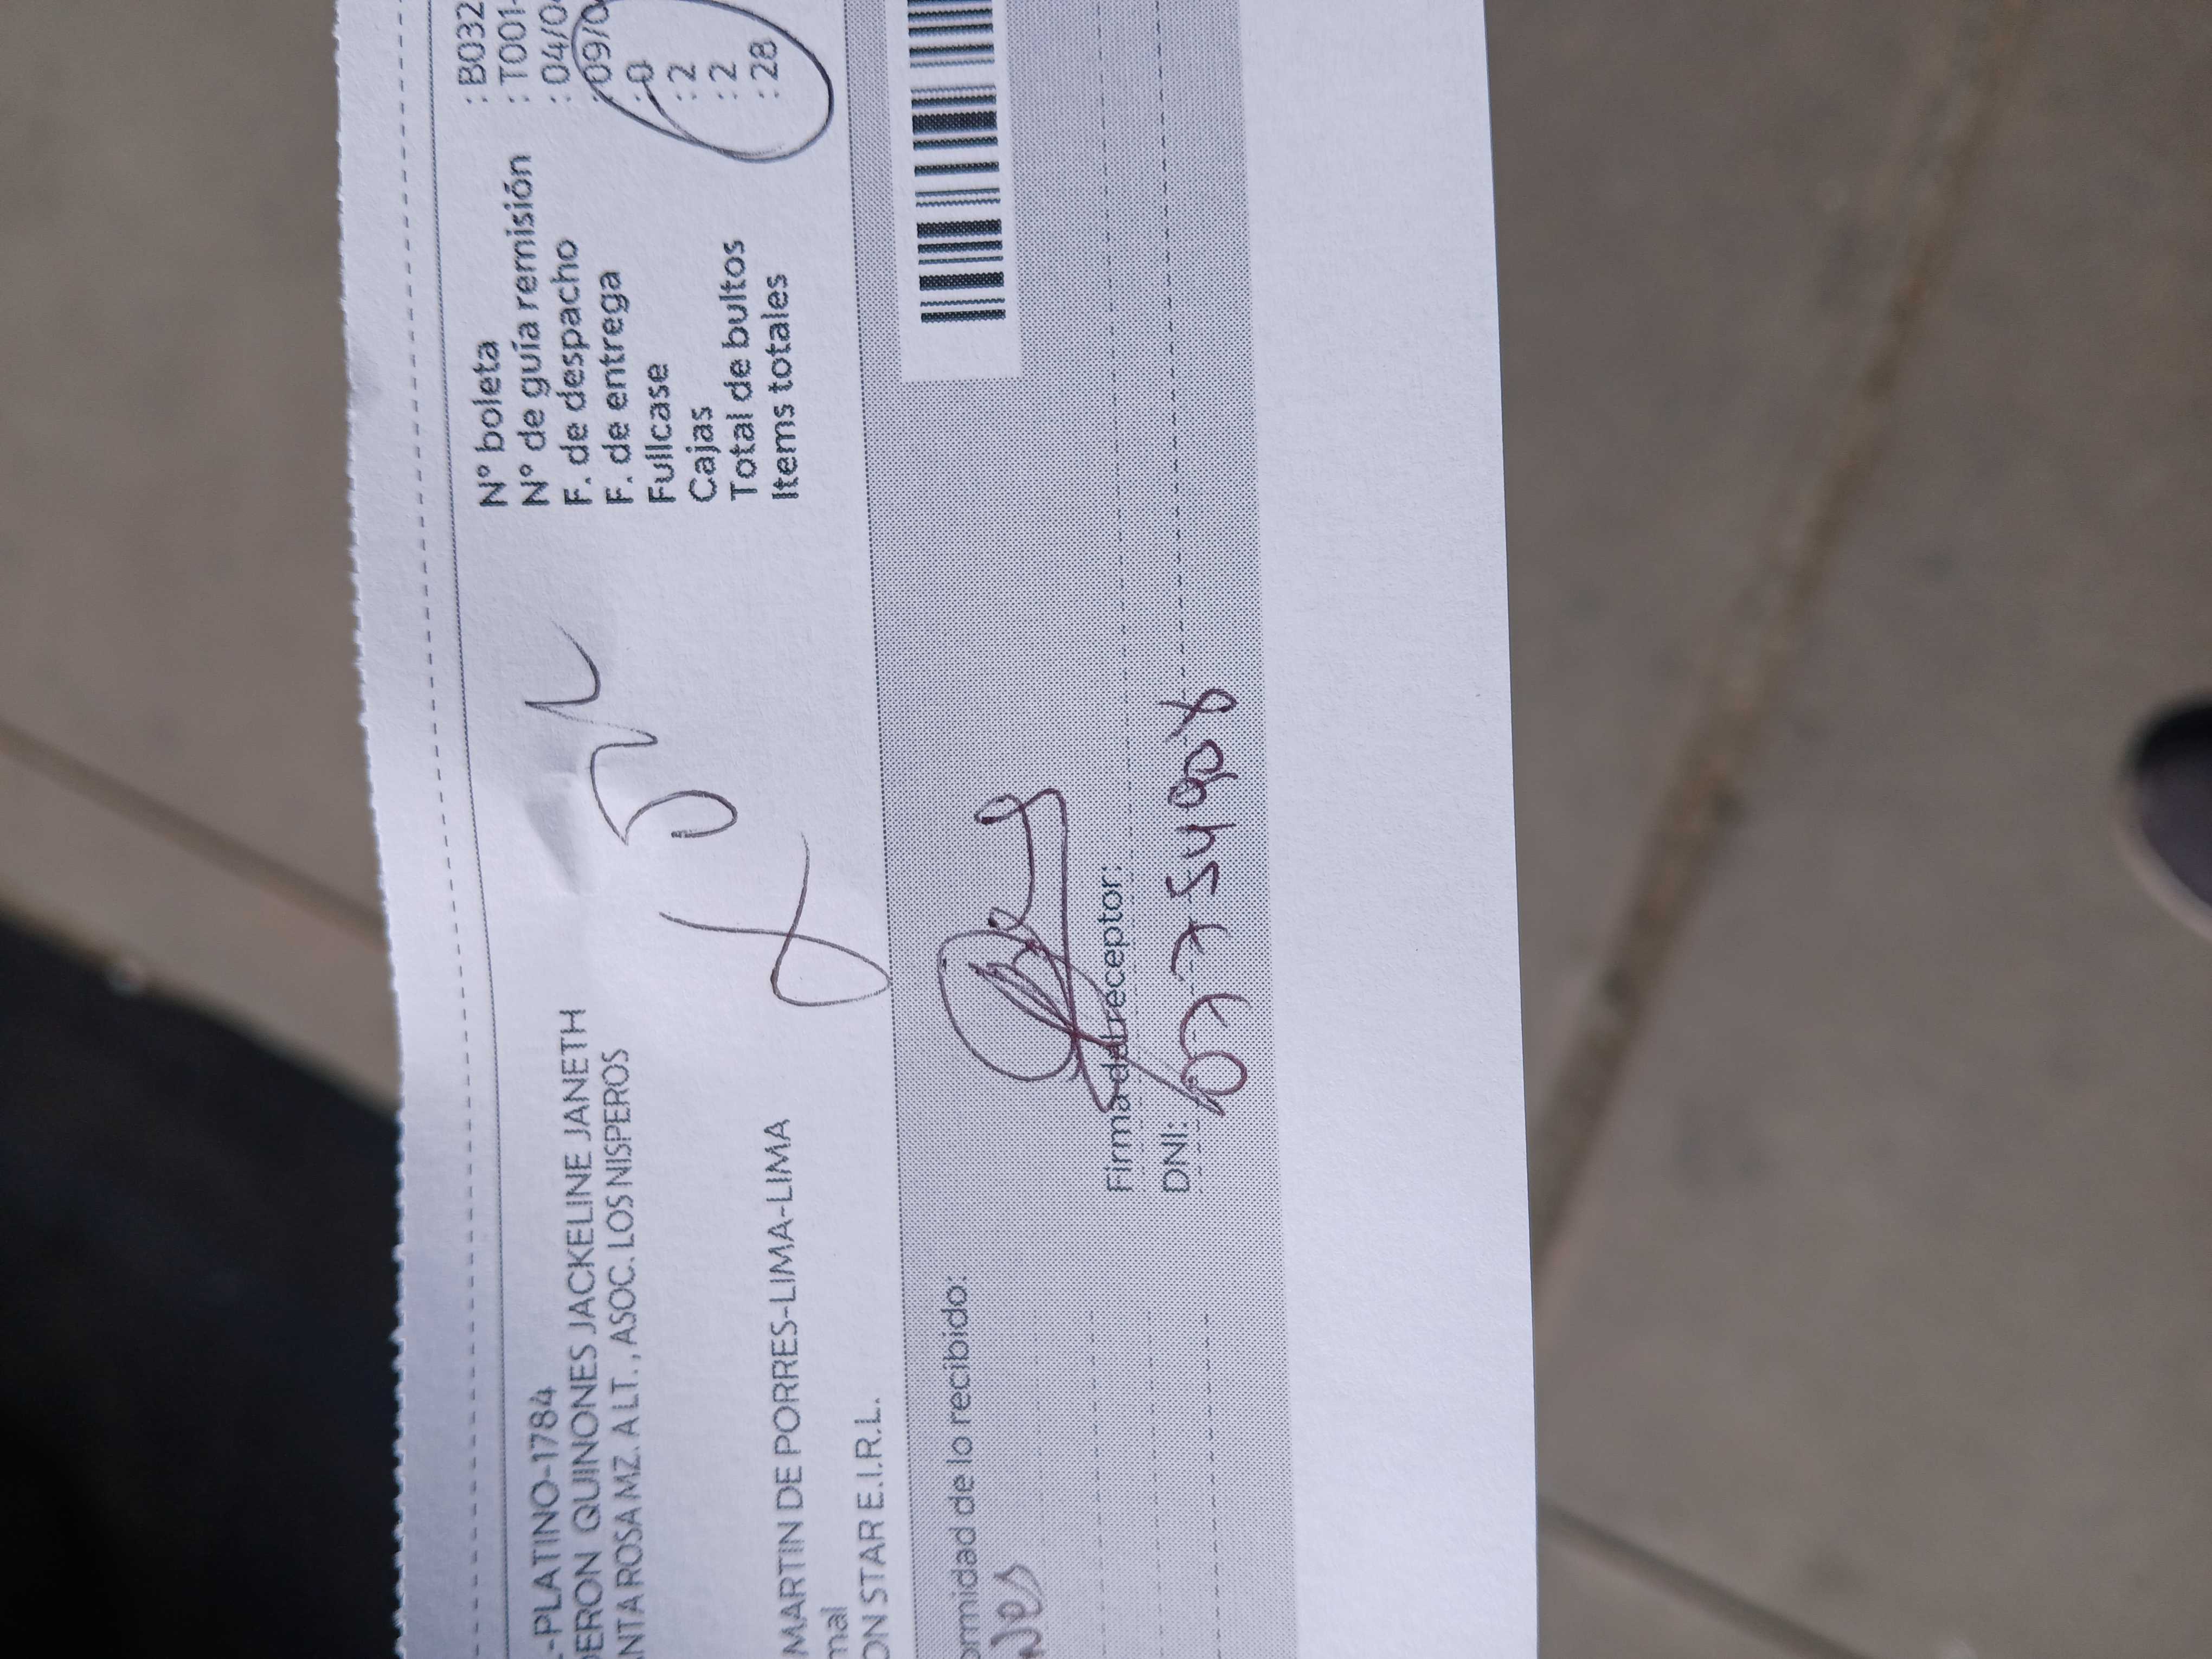 -PLATINO-1784
DERON QUINONES JACKELINE JANETH
NTA ROSA MZ. A LT. , ASOC. LOS NISPEROS
MARTIN DE PORRES-LIMA-LIMA
mal
ON STAR E.I.R.L.
N° boleta : B032
N° de guía remisión : T001-
F. de despacho : 04/0
F. de entrega : 09/0
Fullcase : 0
Cajas : 2
Total de bultos : 2
Items totales : 28
ormidad de lo recibido:
Firma del receptor:
DNI: 07754908